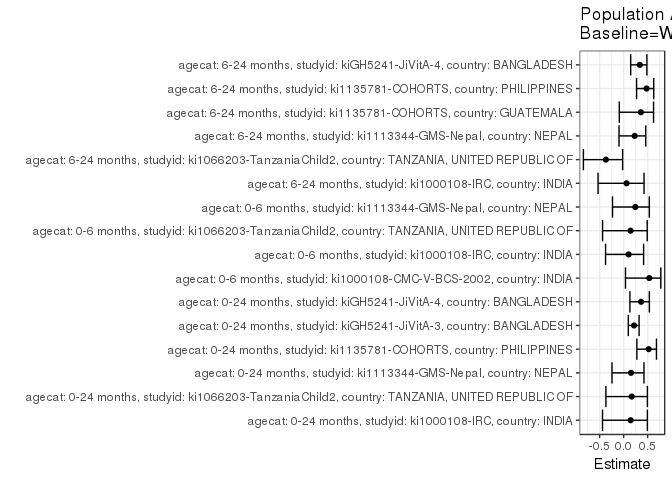 Population
Baseline=W
agecat: 6-24 months, studyid: kiGH5241-JiVitA-4, country: BANGLADESH
agecat: 6-24 months, studyid: ki1135781-COHORTS, country: PHILIPPINES
agecat: 6-24 months, studyid: ki1135781-COHORTS, country: GUATEMALA
agecat: 6-24 months, studyid: ki1113344-GMS-Nepal, country: NEPAL
agecat: 6-24 months, studyid: ki1066203-TanzaniaChild2, country: TANZANIA, UNITED REPUBLIC OF
agecat: 6-24 months, studyid: ki1000108-IRC, country: INDIA
agecat: 0-6 months, studyid: ki1113344-GMS-Nepal, country: NEPAL
agecat: 0-6 months, studyid: ki1066203-TanzaniaChild2, country: TANZANIA, UNITED REPUBLIC OF
agecat: 0-6 months, studyid: ki1000108-IRC, country: INDIA
agecat: 0-6 months, studyid: ki1000108-CMC-V-BCS-2002, country: INDIA
agecat: 0-24 months, studyid: kiGH5241-JiVitA-4, country: BANGLADESH
agecat: 0-24 months, studyid: kiGH5241-JiVitA-3, country: BANGLADESH
agecat: 0-24 months, studyid: ki1135781-COHORTS, country: PHILIPPINES
agecat: 0-24 months, studyid: ki1113344-GMS-Nepal, country: NEPAL
agecat: 0-24 months, studyid: ki1066203-TanzaniaChild2, country: TANZANIA, UNITED REPUBLIC OF
agecat: 0-24 months, studyid: ki1000108-IRC, country: INDIA
-0.5 0.0 0.5
Estimate